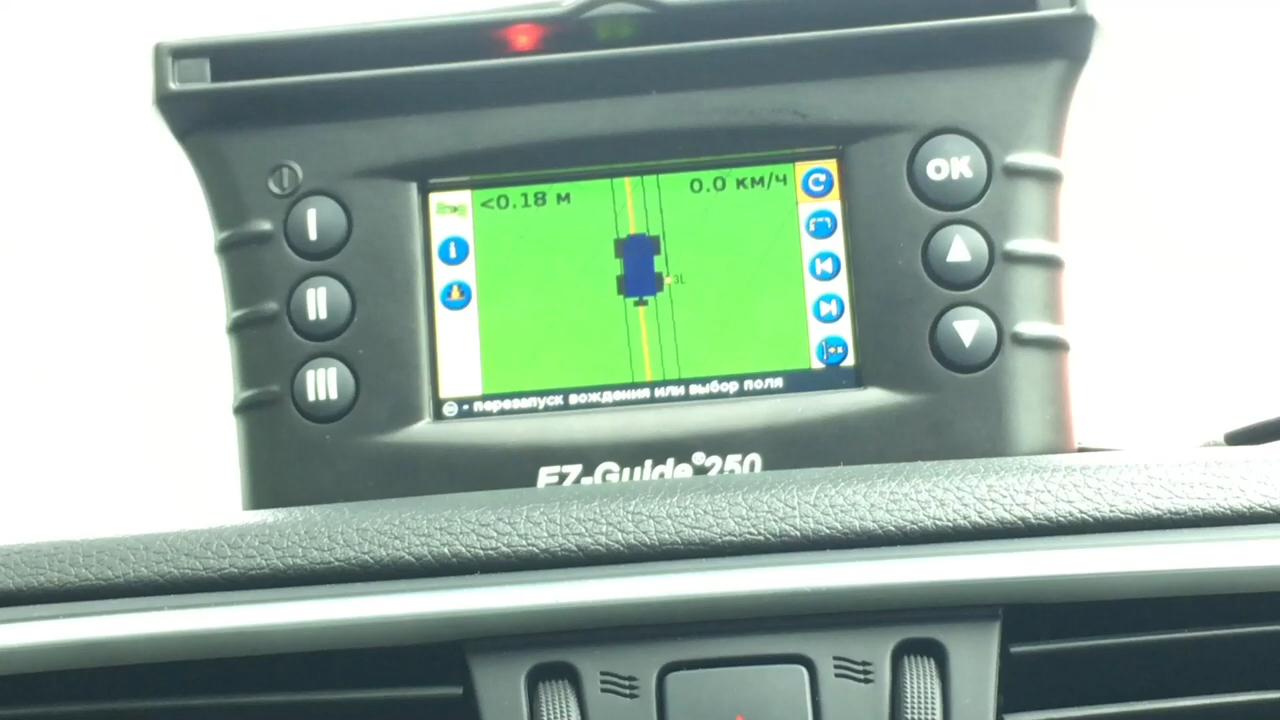 <0.18 м
0.0 км/ч
OK
I
II
III
3L
- перезапуск вождения или выбор поля
EZ-Guide®250